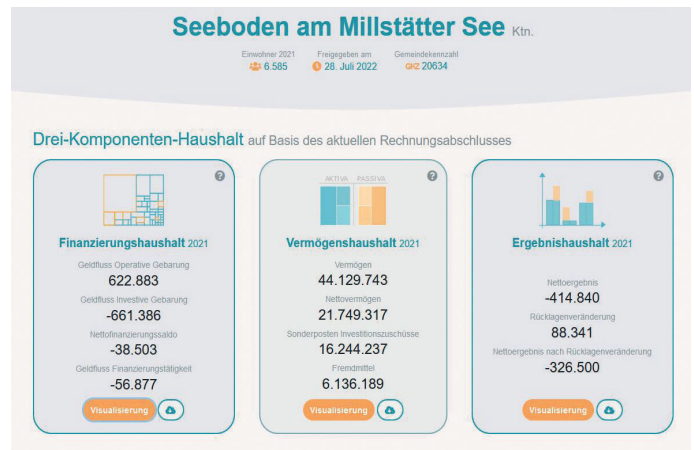 Seeboden am Millstätter See Ktn.
Einwohner 2021 Freigegeben am Gemeindekennzahl
6.585 28. Juli 2022 GKZ 20634
Drei-Komponenten-Haushalt auf Basis des aktuellen Rechnungsabschlusses
?
Finanzierungshaushalt 2021
Geldfluss Operative Gebarung
622.883
Geldfluss Investive Gebarung
-661.386
Nettofinanzierungssaldo
-38.503
Geldfluss Finanzierungstätigkeit
-56.877
Visualisierung
AKTIVA PASSIVA ?
Vermögenshaushalt 2021
Vermögen
44.129.743
Nettovermögen
21.749.317
Sonderposten Investitionszuschüsse
16.244.237
Fremdmittel
6.136.189
Visualisierung
?
Ergebnishaushalt 2021
Nettoergebnis
-414.840
Rücklagenveränderung
88.341
Nettoergebnis nach Rücklagenveränderung
-326.500
Visualisierung